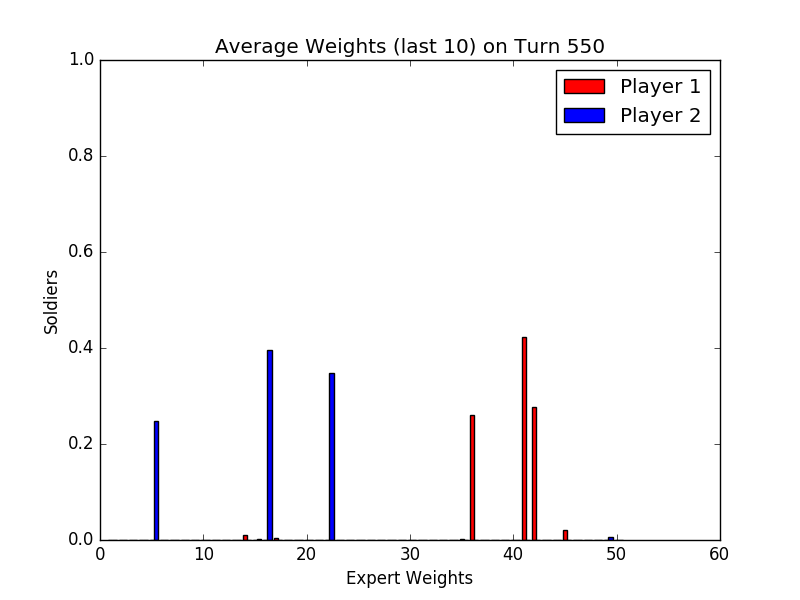 Average Weights (last 10) on Turn 550
1.0
Player 1
Player 2
0.8
0.6
Soldiers
0.4
0.2
0.0
0 10 20 30 40 50 60
Expert Weights